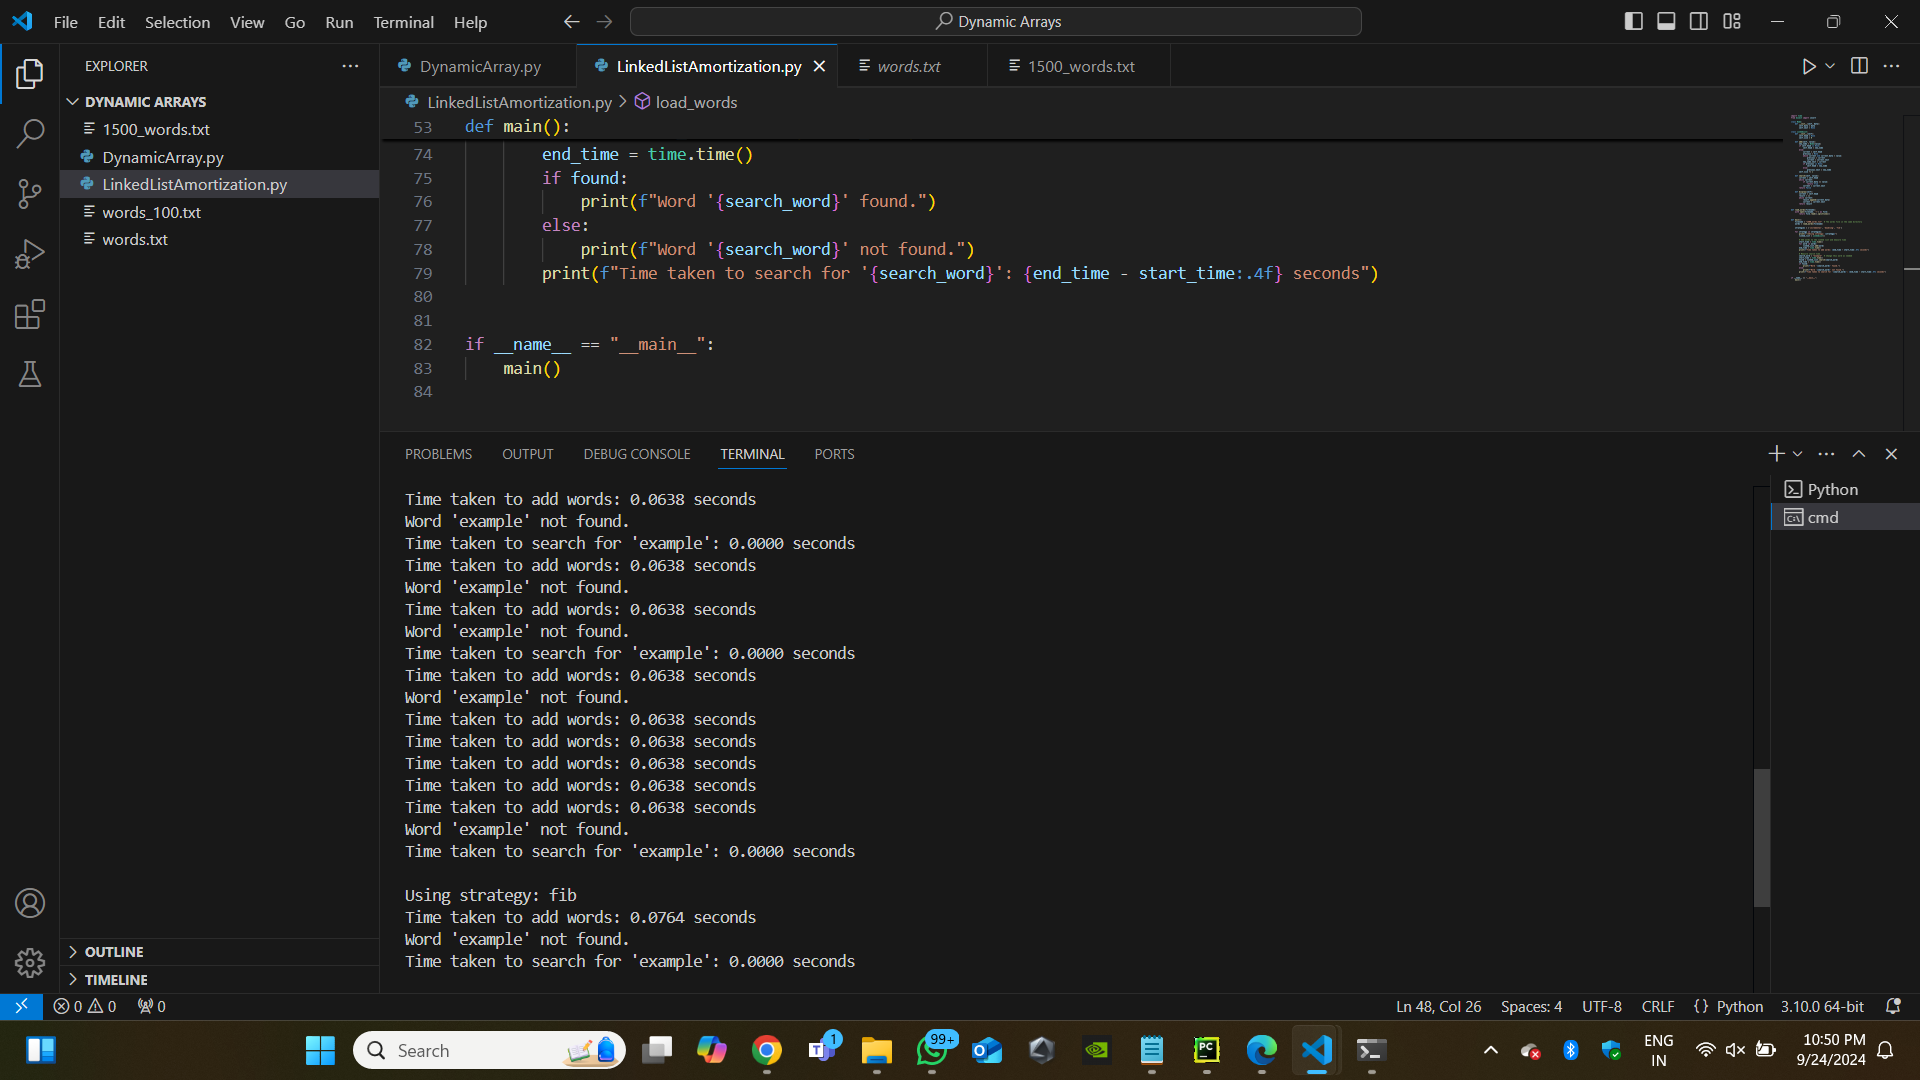 File Edit Selection View Go Run Terminal Help
Dynamic Arrays
EXPLORER
DYNAMIC ARRAYS
1500_words.txt
DynamicArray.py
LinkedListAmortization.py
words_100.txt
words.txt
OUTLINE
TIMELINE
DynamicArray.py LinkedListAmortization.py words.txt 1500_words.txt
LinkedListAmortization.py > load_words
53 def main():
74 end_time = time.time()
75 if found:
76 print(f"Word '{search_word}' found.")
77 else:
78 print(f"Word '{search_word}' not found.")
79 print(f"Time taken to search for '{search_word}': {end_time - start_time:.4f} seconds")
80
81
82 if __name__ == "__main__":
83 main()
84
PROBLEMS OUTPUT DEBUG CONSOLE TERMINAL PORTS
Time taken to add words: 0.0638 seconds
Word 'example' not found.
Time taken to search for 'example': 0.0000 seconds
Time taken to add words: 0.0638 seconds
Word 'example' not found.
Time taken to add words: 0.0638 seconds
Word 'example' not found.
Time taken to search for 'example': 0.0000 seconds
Time taken to add words: 0.0638 seconds
Word 'example' not found.
Time taken to add words: 0.0638 seconds
Time taken to add words: 0.0638 seconds
Time taken to add words: 0.0638 seconds
Time taken to add words: 0.0638 seconds
Time taken to add words: 0.0638 seconds
Word 'example' not found.
Time taken to search for 'example': 0.0000 seconds
Using strategy: fib
Time taken to add words: 0.0764 seconds
Word 'example' not found.
Time taken to search for 'example': 0.0000 seconds
Python
cmd
0 0 0
Ln 48, Col 26 Spaces: 4 UTF-8 CRLF {} Python 3.10.0 64-bit
Search
1
99+
PC
ENG
IN
10:50 PM
9/24/2024